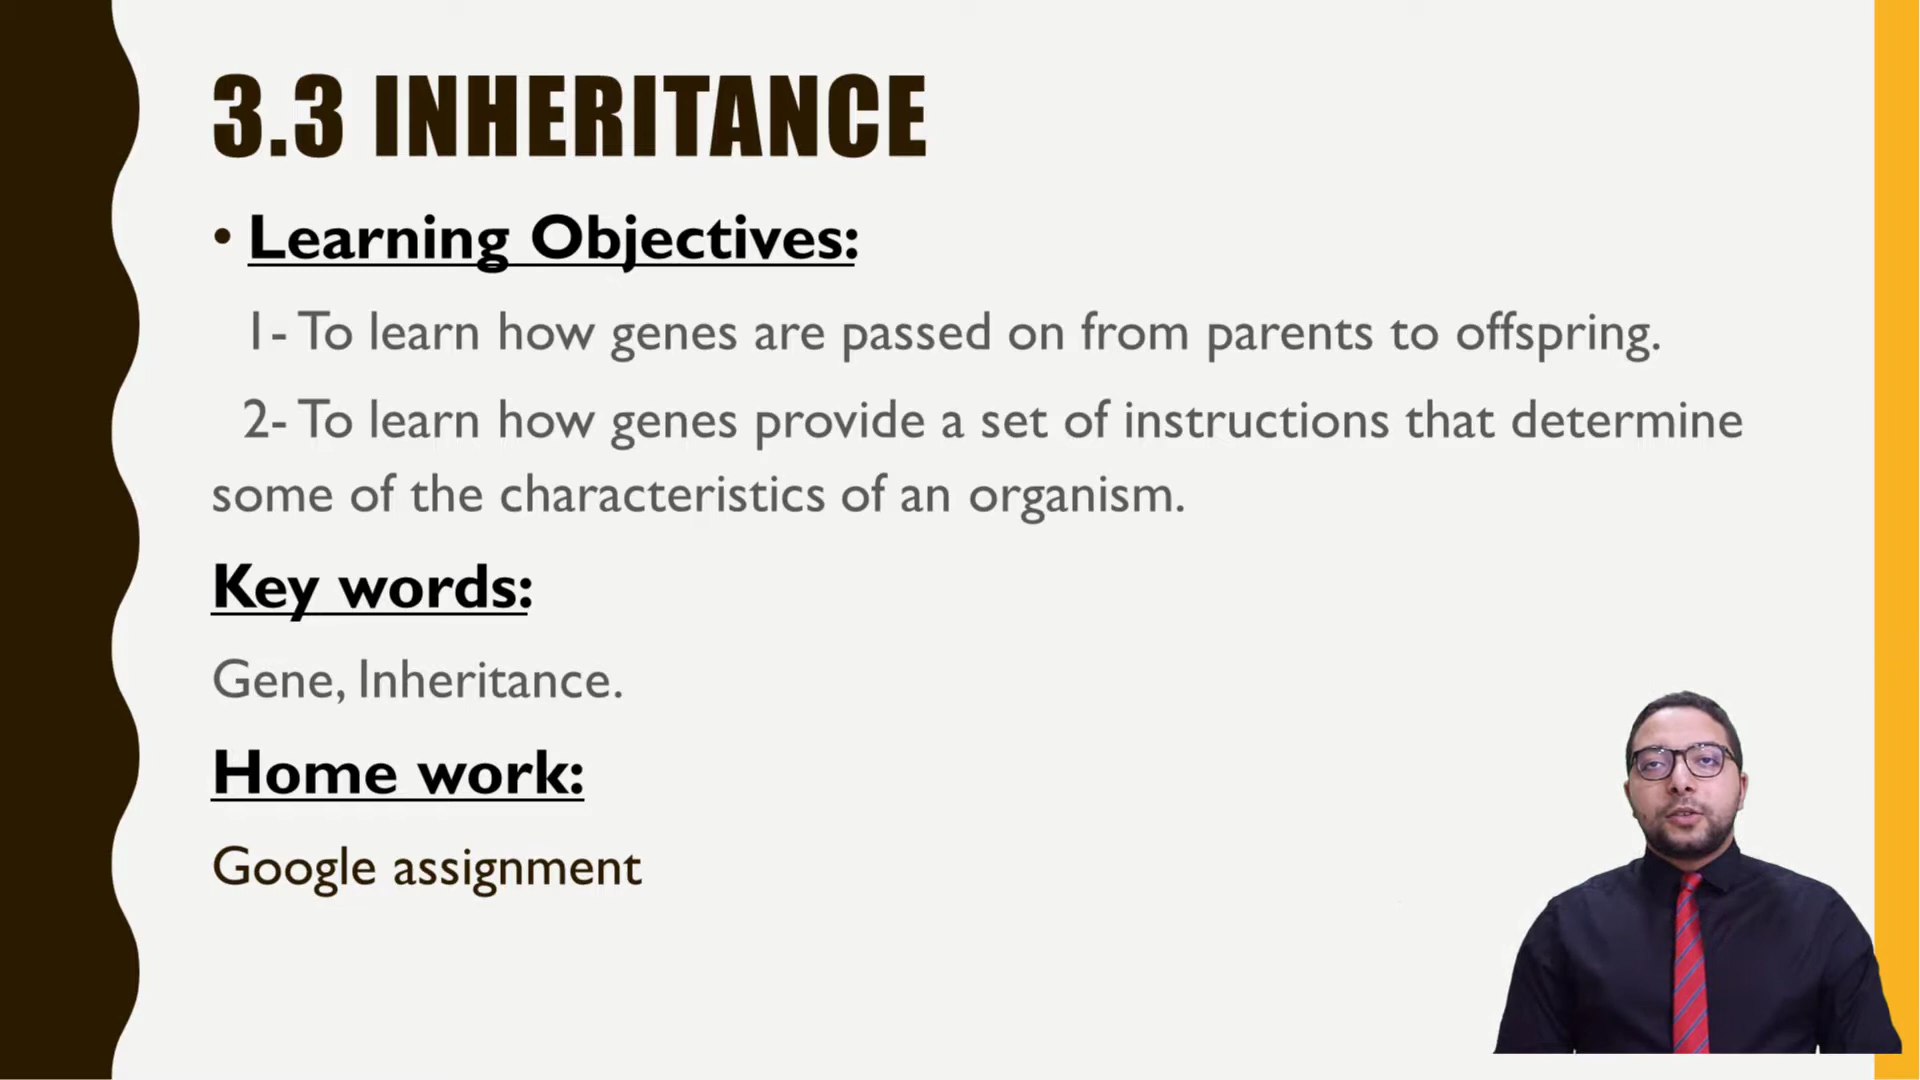 3.3 INHERITANCE
• Learning Objectives:
1- To learn how genes are passed on from parents to offspring.
2- To learn how genes provide a set of instructions that determine
some of the characteristics of an organism.
Key words:
Gene, Inheritance.
Home work:
Google assignment